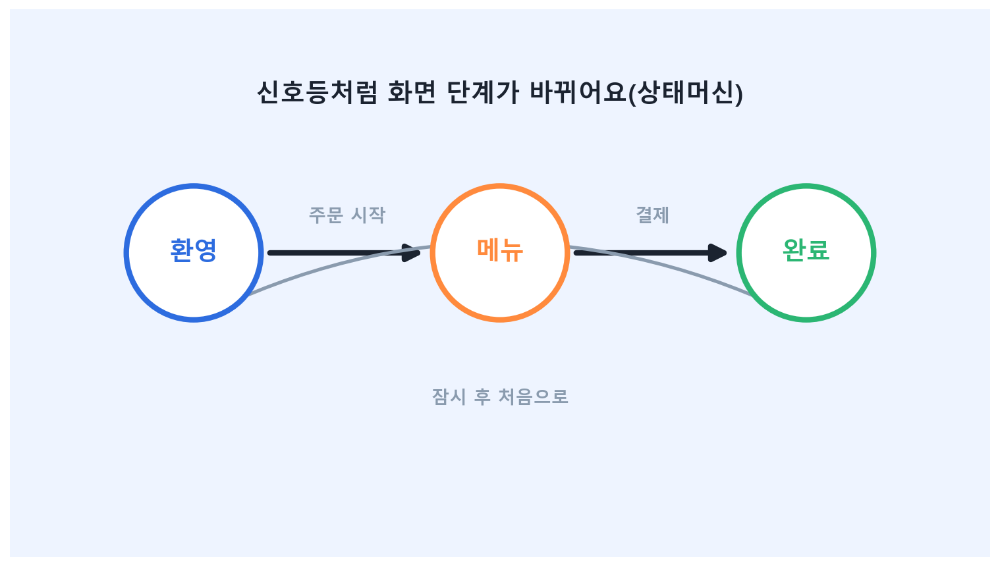 신호등처럼 화면 단계가 바뀌어요(상태머신)
주문 시작
결제
환영
메뉴
완료
잠시 후 처음으로